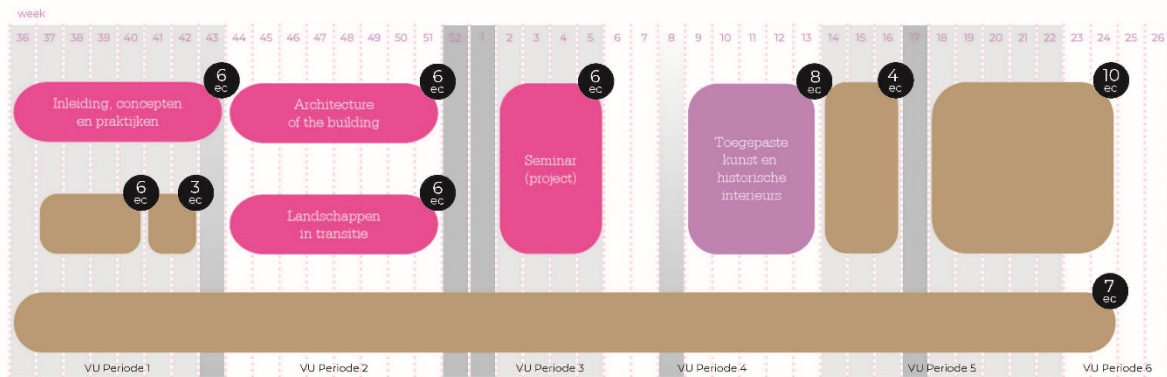 week
36 37 38 39 40 41 42 43 44 45 46 47 48 49 50 51 52 1 2 3 4 5 6 7 8 9 10 11 12 13 14 15 16 17 18 19 20 21 22 23 24 25 26
6
ec
6
ec
6
ec
8
ec
4
ec
10
ec
Inleiding, concepten
en praktijken
Architecture
of the building
Seminar
(project)
Toegepaste
kunst en
historische
interieurs
6
ec
3
ec
6
ec
Landschappen
in transitie
7
ec
VU Periode 1
VU Periode 2
VU Periode 3
VU Periode 4
VU Periode 5
VU Periode 6